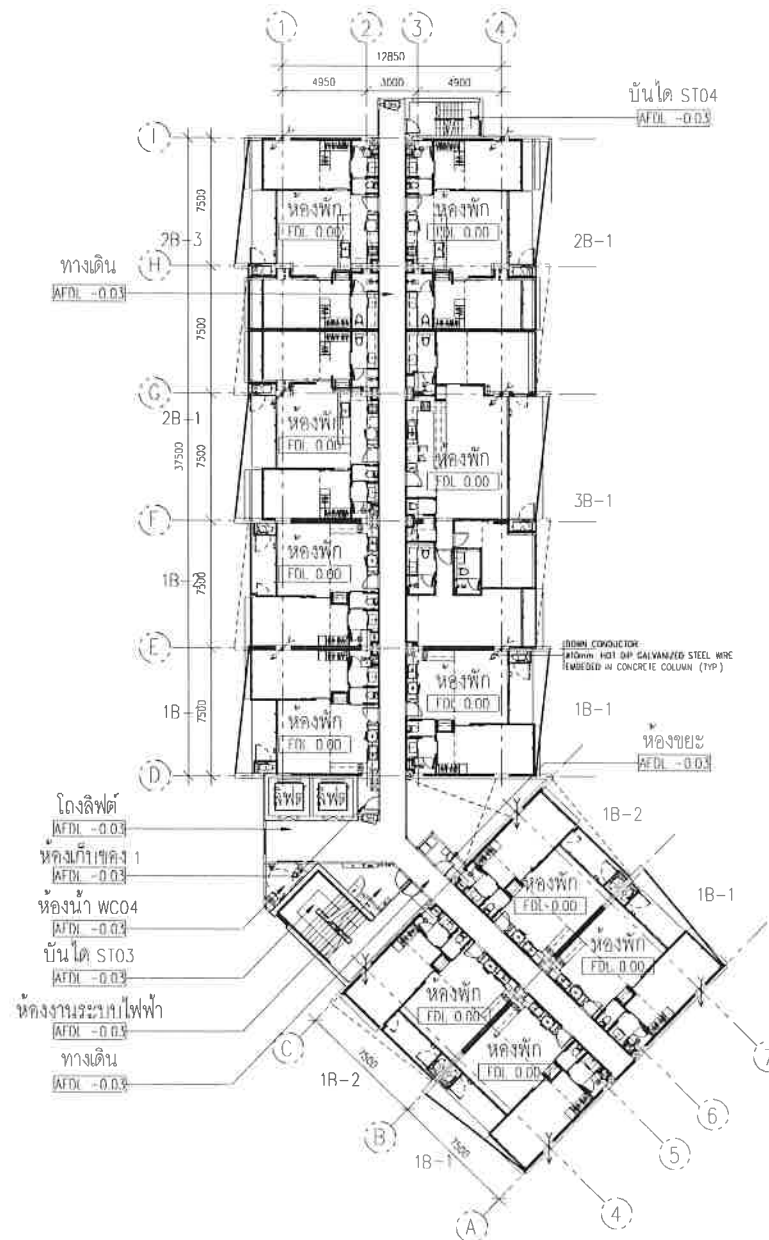 1
2
3
4
12850
4950
3000
4900
บันได ST04
AFDL -0.03
I
7500
ห้องพัก
FDL 0.00
ห้องพัก
FDL 0.00
2B-3
2B-1
ทางเดิน
AFDL -0.03
H
7500
G
2B-1
37500
7500
ห้องพัก
FDL 0.00
ห้องพัก
FDL 0.00
3B-1
F
ห้องพัก
FDL 0.00
1B-2
7500
E
DOWN CONDUCTOR
ø10mm HOT DIP GALVANIZED STEEL WIRE
EMBEDED IN CONCRETE COLUMN (TYP)
ห้องพัก
FDL 0.00
1B-1
1B-1
7500
ห้องพัก
FDL 0.00
ห้องขยะ
AFDL -0.03
D
ลิฟต์
ลิฟต์
โถงลิฟต์
AFDL -0.03
1B-2
ห้องเก็บของ 1
AFDL -0.03
1B-1
ห้องพัก
FDL 0.00
ห้องน้ำ WC04
AFDL -0.03
ห้องพัก
FDL 0.00
บันได ST03
AFDL -0.03
ห้องพัก
FDL 0.00
ห้องงานระบบไฟฟ้า
AFDL -0.03
C
ห้องพัก
FDL 0.00
7
ทางเดิน
AFDL -0.03
7500
1B-2
B
6
5
7500
1B-1
4
A